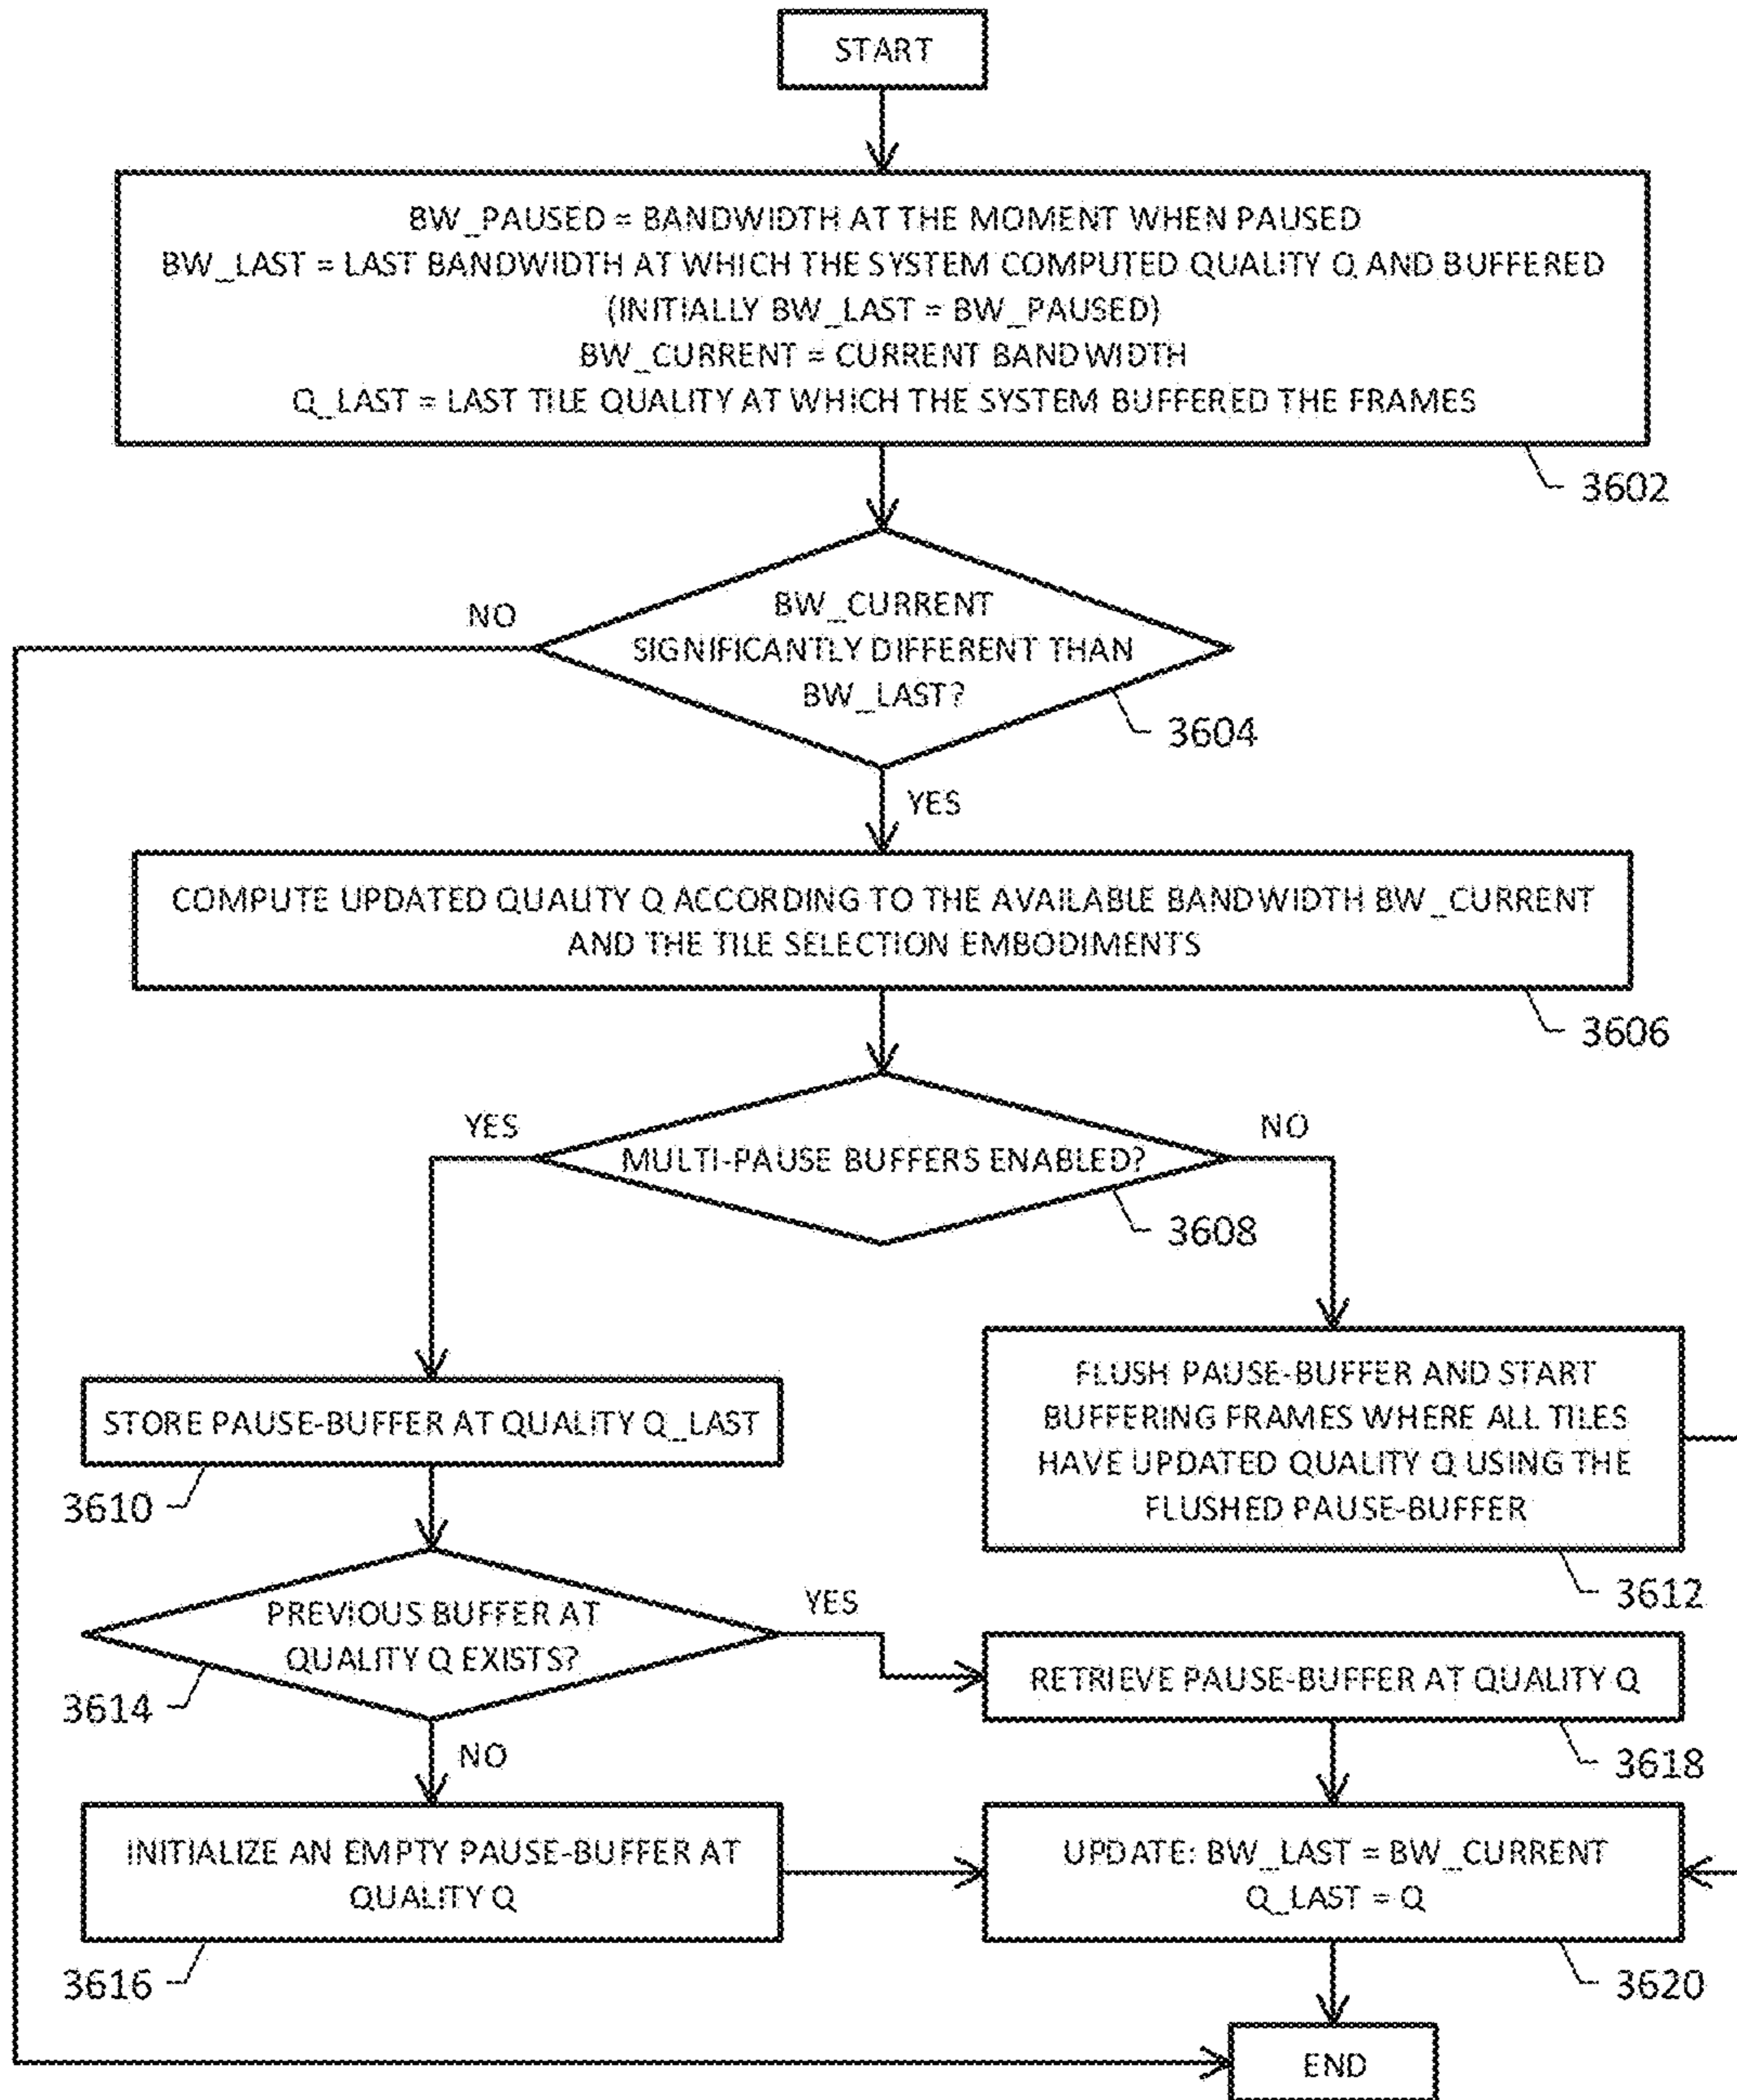 START
BW_PAUSED = BANDWIDTH AT THE MOMENT WHEN PAUSED
BW_LAST = LAST BANDWIDTH AT WHICH THE SYSTEM COMPUTED QUALITY Q AND BUFFERED
(INITIALLY BW_LAST = BW_PAUSED)
BW_CURRENT = CURRENT BANDWIDTH
Q_LAST = LAST TILE QUALITY AT WHICH THE SYSTEM BUFFERED THE FRAMES
3602
NO
BW_CURRENT
SIGNIFICANTLY DIFFERENT THAN
BW_LAST?
3604
YES
COMPUTE UPDATED QUALITY Q ACCORDING TO THE AVAILABLE BANDWIDTH BW_CURRENT
AND THE TILE SELECTION EMBODIMENTS
3606
YES
MULTI-PAUSE BUFFERS ENABLED?
NO
3608
STORE PAUSE-BUFFER AT QUALITY Q_LAST
3610
FLUSH PAUSE-BUFFER AND START
BUFFERING FRAMES WHERE ALL TILES
HAVE UPDATED QUALITY Q USING THE
FLUSHED PAUSE-BUFFER
3612
PREVIOUS BUFFER AT
QUALITY Q EXISTS?
YES
3614
NO
RETRIEVE PAUSE-BUFFER AT QUALITY Q
3618
INITIALIZE AN EMPTY PAUSE-BUFFER AT
QUALITY Q
3616
UPDATE: BW_LAST = BW_CURRENT
Q_LAST = Q
3620
END